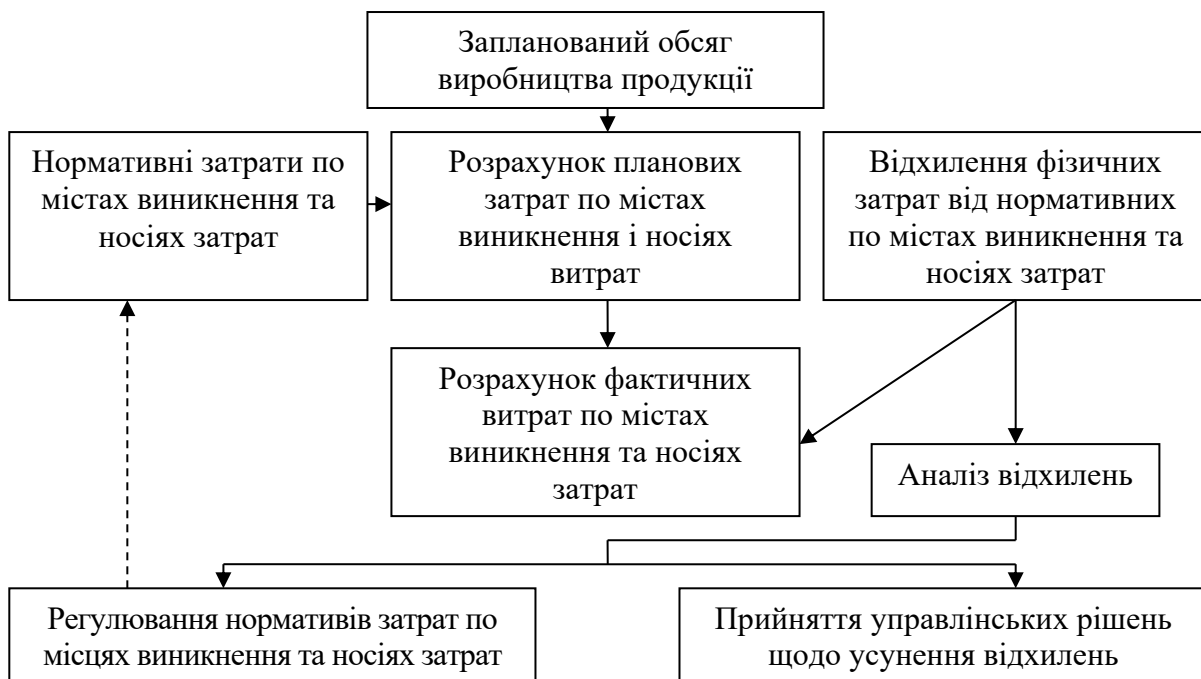 Запланований обсяг
виробництва продукції
Нормативні затрати по
містах виникнення та
носіях затрат
Розрахунок планових
затрат по містах
виникнення і носіях
витрат
Відхилення фізичних
затрат від нормативних
по містах виникнення та
носіях затрат
Розрахунок фактичних
витрат по містах
виникнення та носіях
затрат
Аналіз відхилень
Регулювання нормативів затрат по
місцях виникнення та носіях затрат
Прийняття управлінських рішень
щодо усунення відхилень